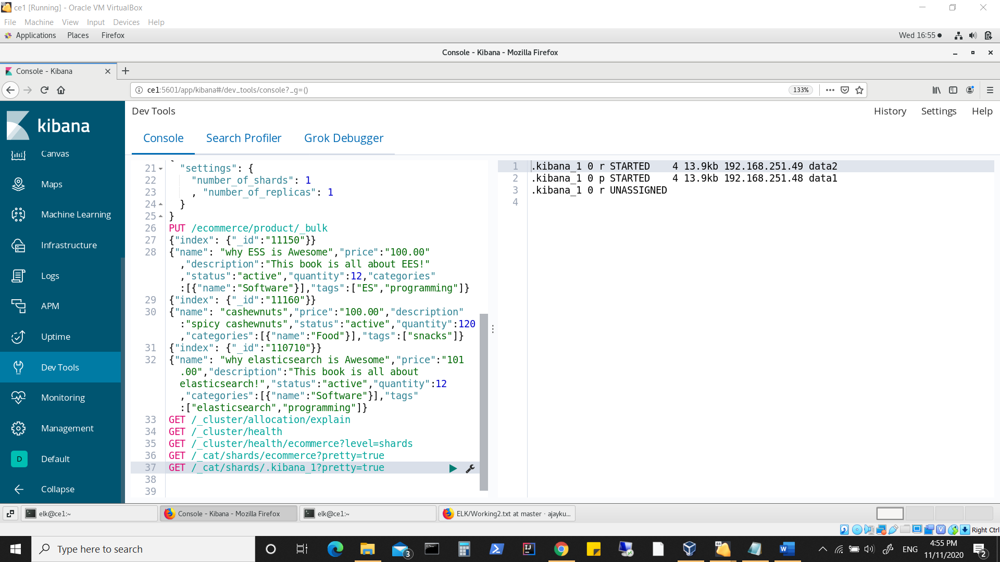 ce1 [Running] - Oracle VM VirtualBox
File Machine View Input Devices Help
Applications Places Firefox
Wed 16:55
Console - Kibana - Mozilla Firefox
Console - Kibana
ce1:5601/app/kibana#/dev_tools/console?_g=()
133%
kibana
Canvas
Maps
Machine Learning
Infrastructure
Logs
APM
Uptime
Dev Tools
Monitoring
Management
D Default
Collapse
Dev Tools
History Settings Help
Console Search Profiler Grok Debugger
21 "settings": {
22 "number_of_shards": 1
23 , "number_of_replicas": 1
24 }
25 }
26 PUT /ecommerce/product/_bulk
27 {"index": {"_id":"11150"}}
28 {"name": "why ESS is Awesome","price":"100.00"
,"description":"This book is all about EES!"
,"status":"active","quantity":12,"categories"
:[{"name":"Software"}],"tags":["ES","programming"]}
29 {"index": {"_id":"11160"}}
30 {"name": "cashewnuts","price":"100.00","description"
:"spicy cashewnuts","status":"active","quantity":120
,"categories":[{"name":"Food"}],"tags":["snacks"]}
31 {"index": {"_id":"110710"}}
32 {"name": "why elasticsearch is Awesome","price":"101
.00","description":"This book is all about
elasticsearch!","status":"active","quantity":12
,"categories":[{"name":"Software"}],"tags"
:["elasticsearch","programming"]}
33 GET /_cluster/allocation/explain
34 GET /_cluster/health
35 GET /_cluster/health/ecommerce?level=shards
36 GET /_cat/shards/ecommerce?pretty=true
37 GET /_cat/shards/.kibana_1?pretty=true
38
39
1 .kibana_1 0 r STARTED 4 13.9kb 192.168.251.49 data2
2 .kibana_1 0 p STARTED 4 13.9kb 192.168.251.48 data1
3 .kibana_1 0 r UNASSIGNED
4
elk@ce1:~
Console - Kibana - Mozilla Firefox
elk@ce1:~
ELK/Working2.txt at master · ajayku...
Right Ctrl
Type here to search
3
ENG
4:55 PM
11/11/2020
2